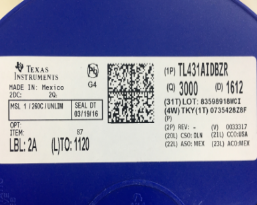 TEXAS INSTRUMENTS
MADE IN: Mexico
2DC: 2Q:
G4
MSL 1 /260C/UNLIM SEAL DT
03/19/16
OPT:
ITEM: 87
LBL: 2A (L)TO: 1120
(1P) TL431AIDBZR
(Q) 3000 (D) 1612
(31T) LOT: 83598918WCI
(4W) TKY(1T) 0735428ZSF
(P)
(2P) REV: - (V) 0033317
(20L) CSO: DLN (21L) CCO:USA
(22L) ASO: MEX (23L) ACO:MEX